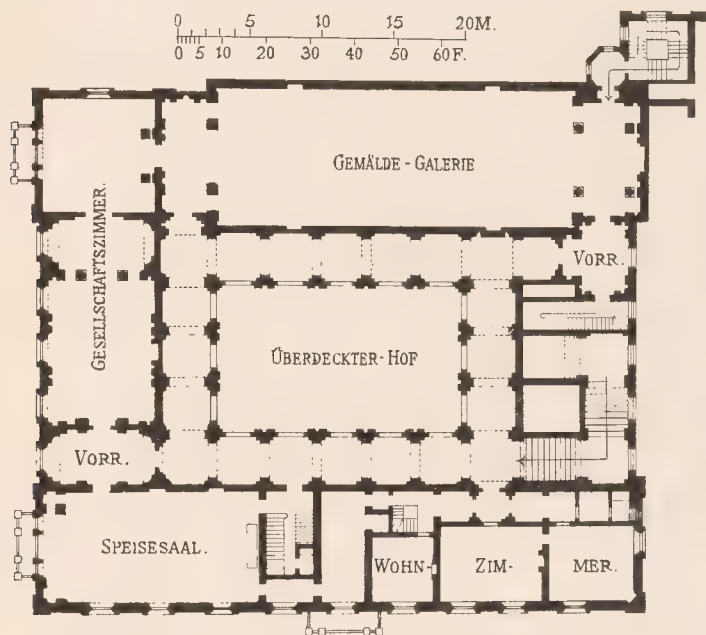 0 5 10 15 20M.
0 5 10 20 30 40 50 60F.
GEMÄLDE-GALERIE
GESELLSCHAFTSZIMMER.
VORR.
ÜBERDECKTER-HOF
VORR.
SPEISESAAL.
WOHN- ZIM- MER.